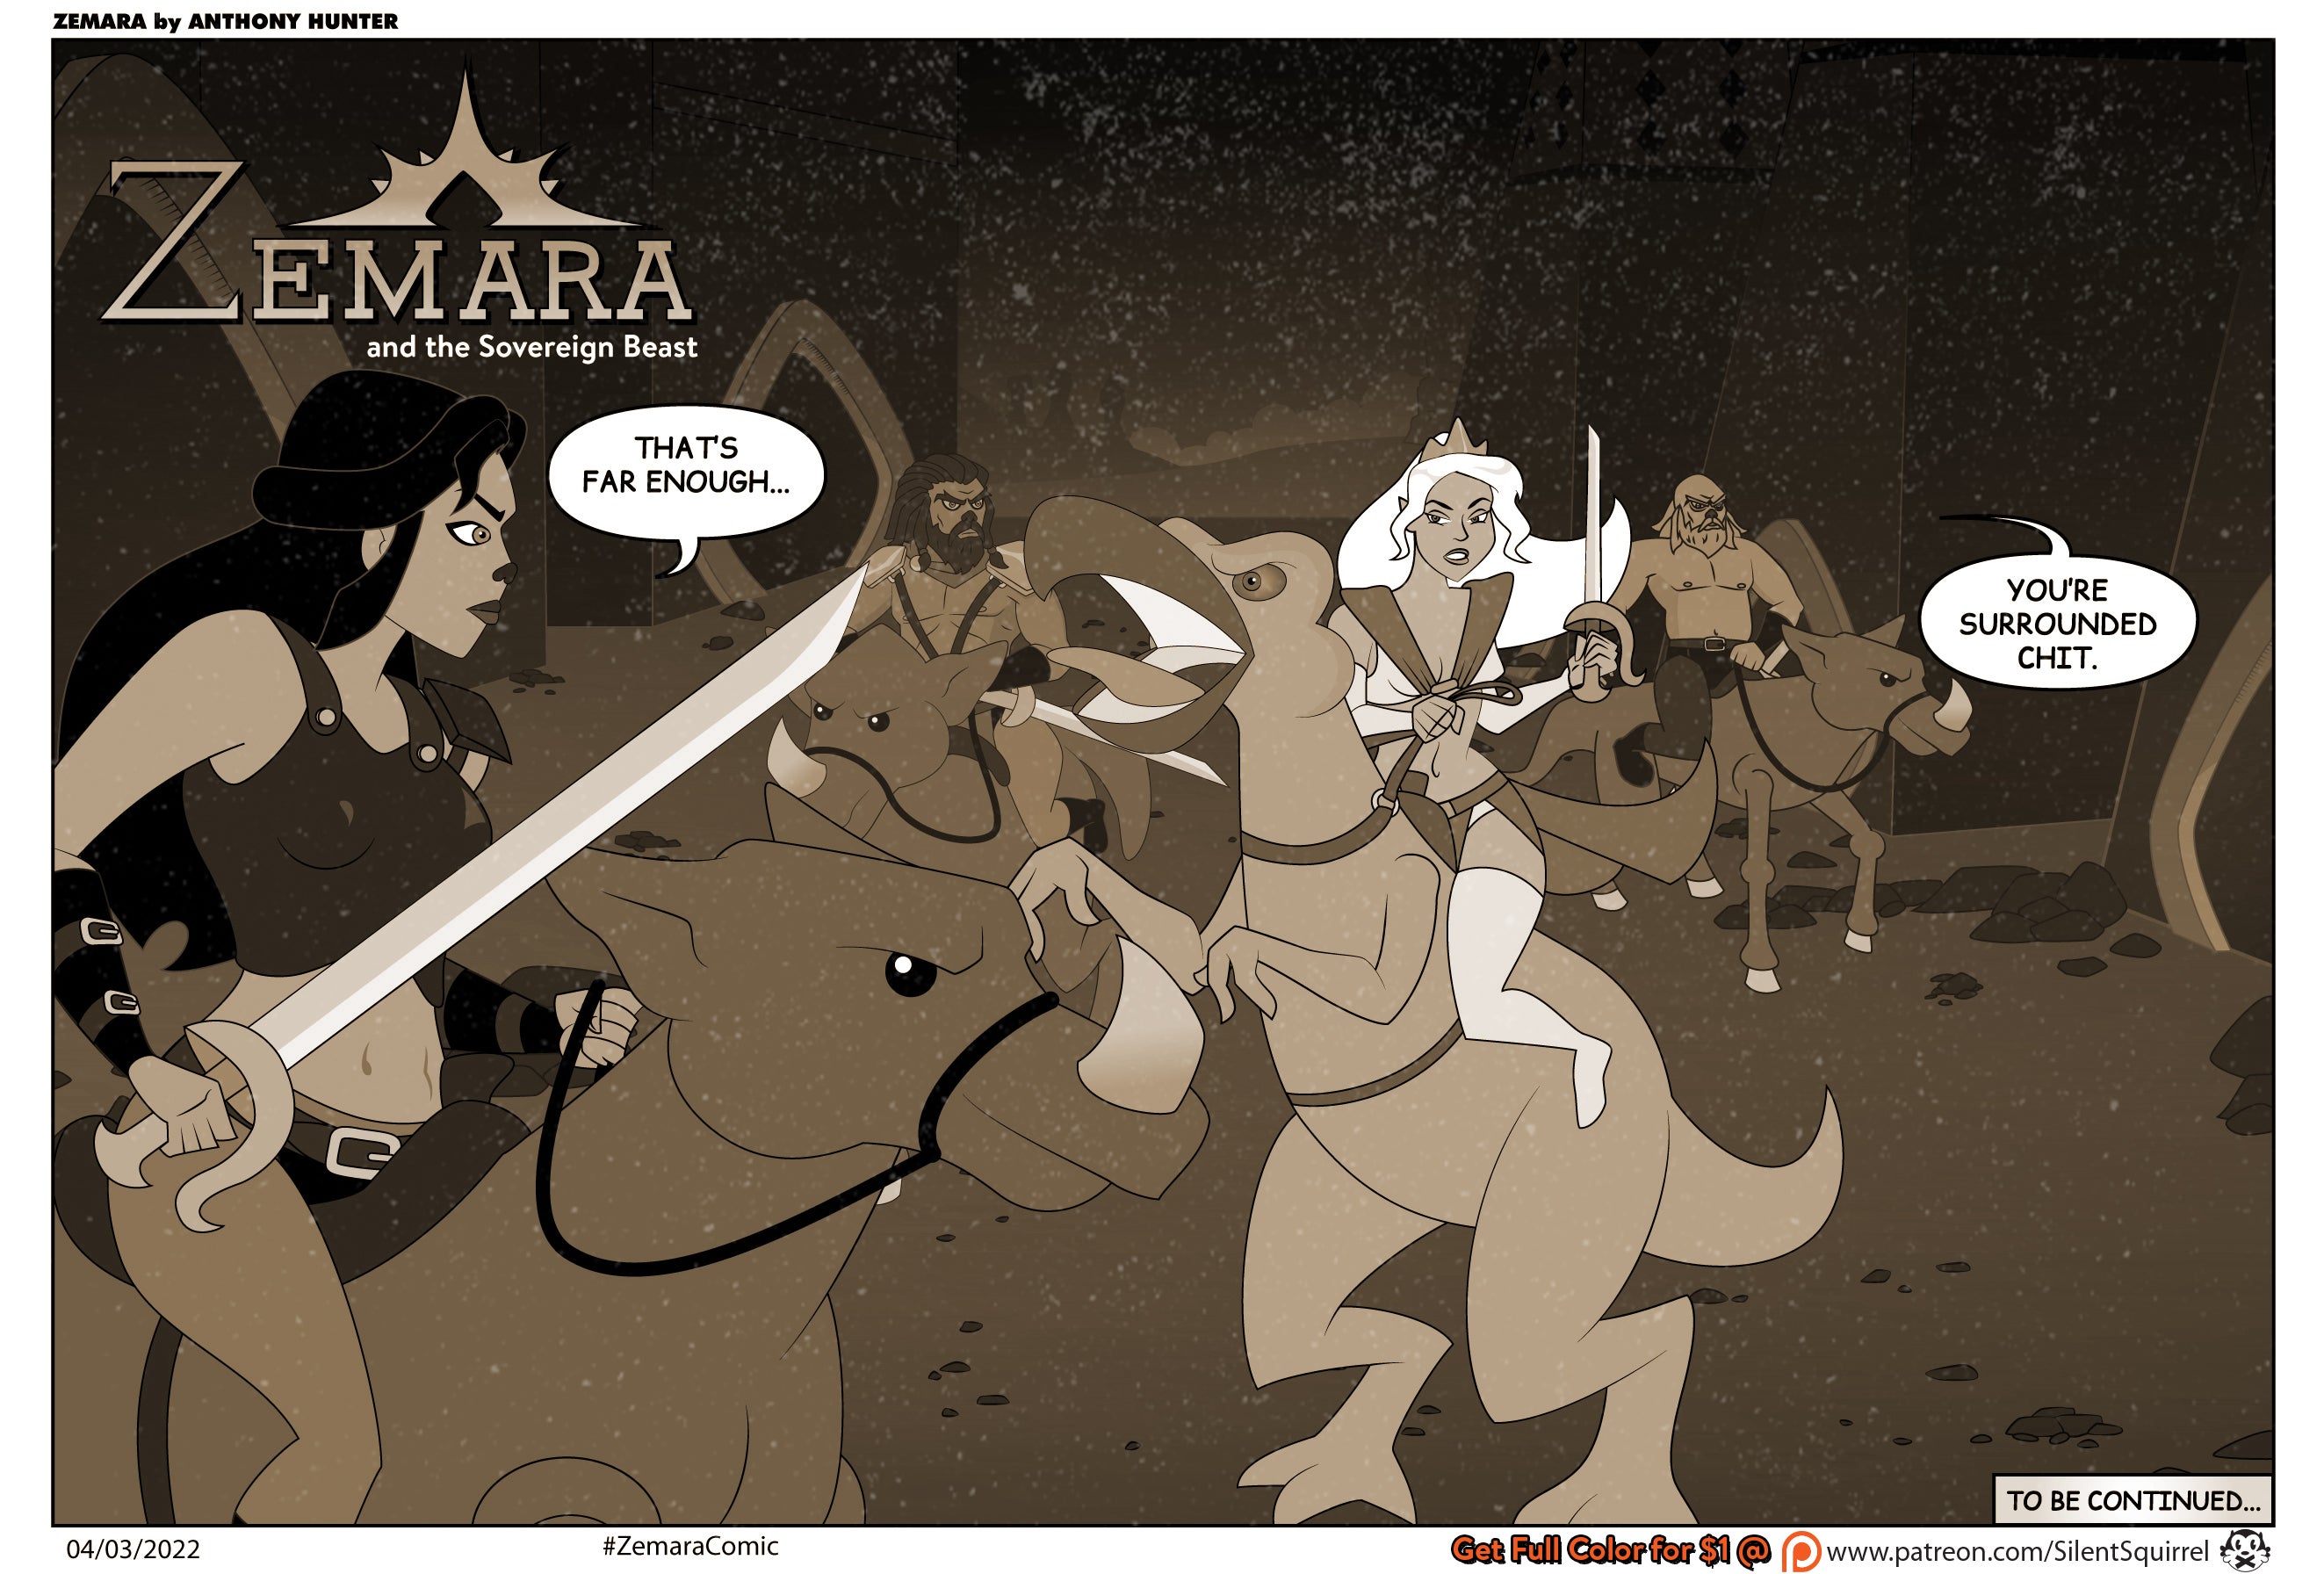 ZEMARA by ANTHONY HUNTER
ZEMARA
and the Sovereign Beast
THAT'S
FAR ENOUGH...
YOU'RE
SURROUNDED
CHIT.
TO BE CONTINUED...
04/03/2022
#ZemaraComic
Get Full Color for $1 @
www.patreon.com/SilentSquirrel